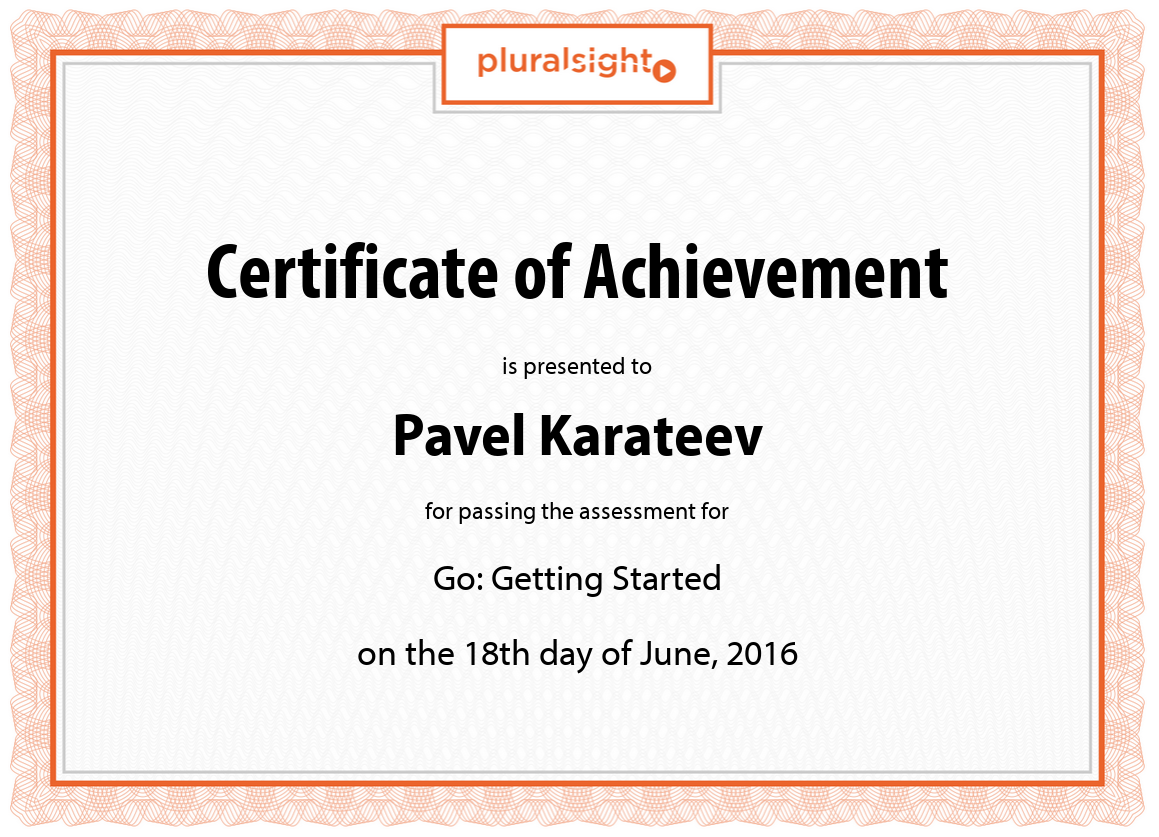 pluralsight
Certificate of Achievement
is presented to
Pavel Karateev
for passing the assessment for
Go: Getting Started
on the 18th day of June, 2016